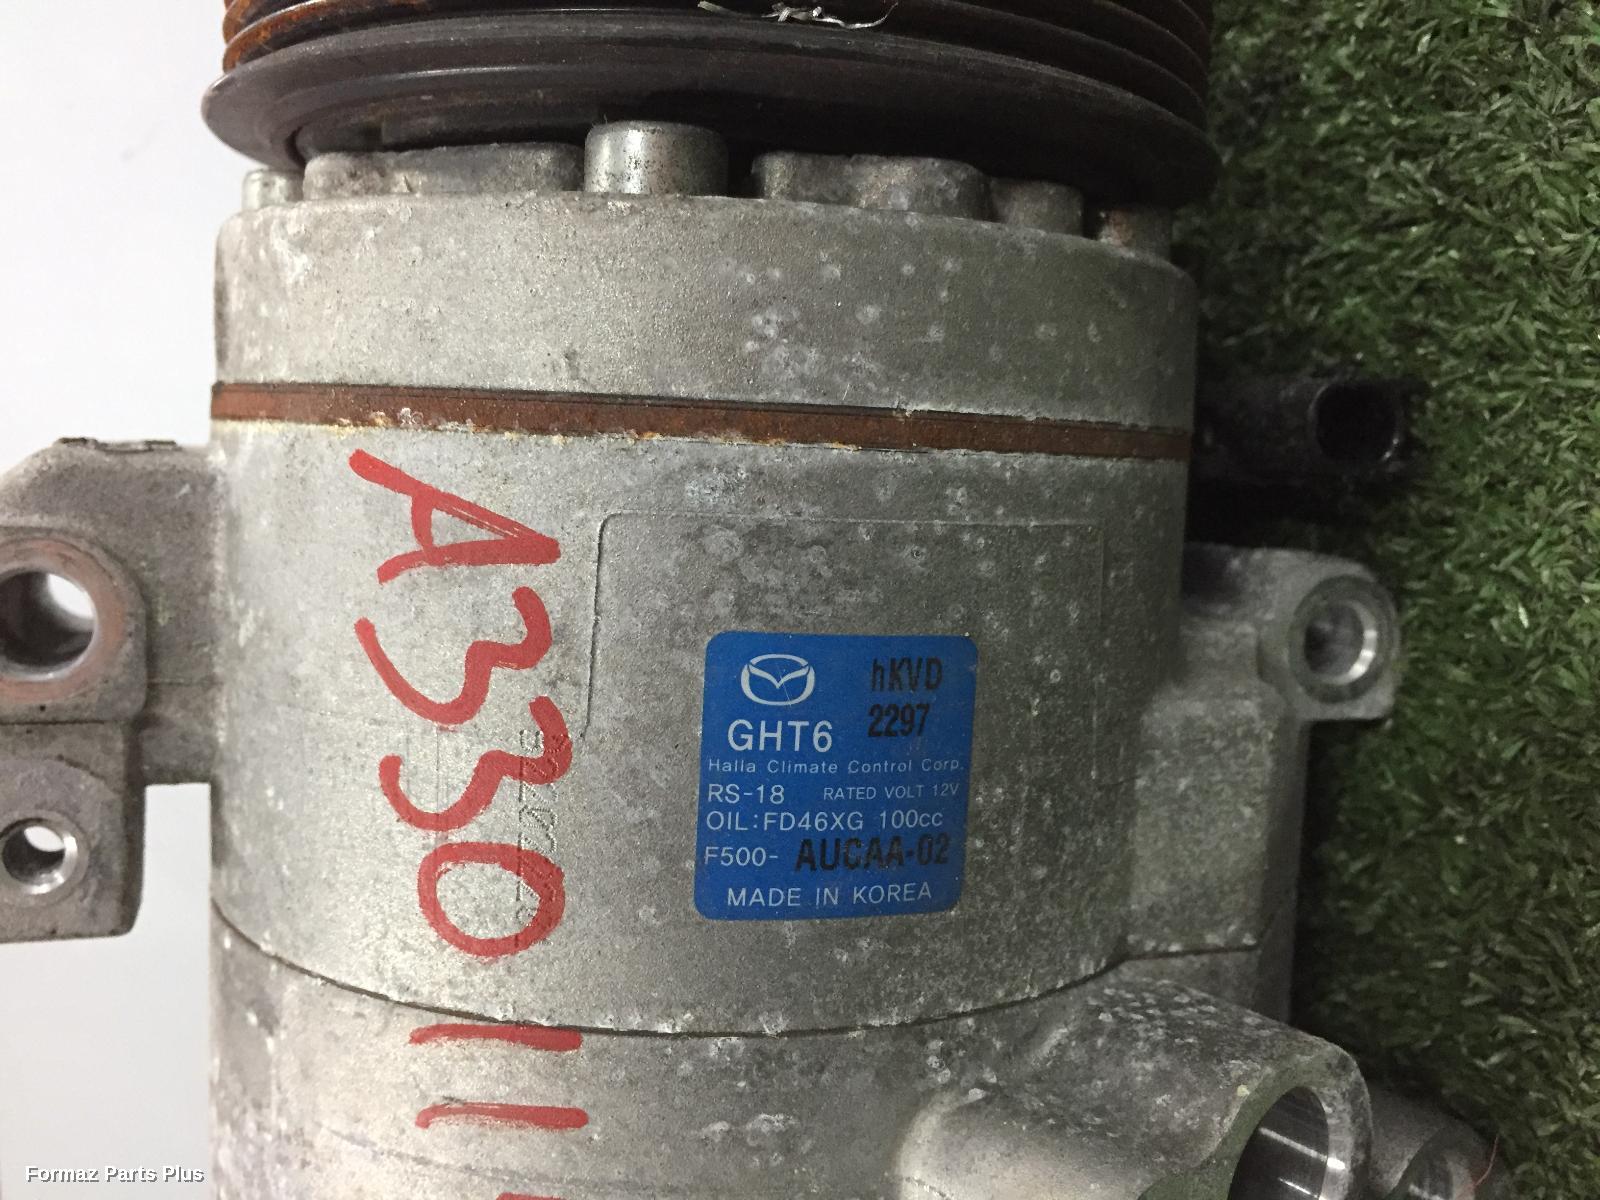 A330 11
hKVD
GHT6 2297
Halla Climate Control Corp.
RS-18 RATED VOLT 12V
OIL:FD46XG 100cc
F500- AUCAA-02
MADE IN KOREA
Formaz Parts Plus